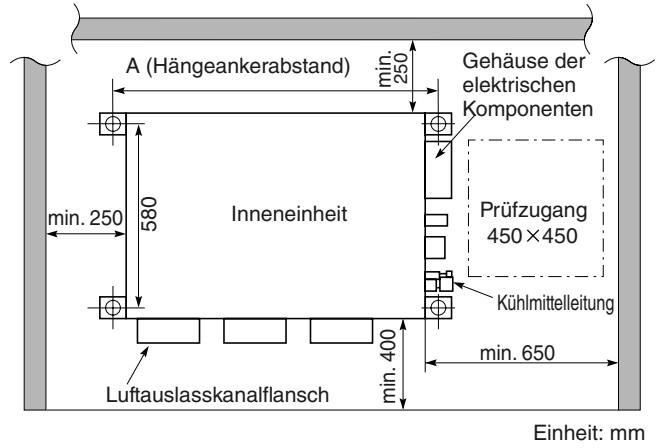 A (Hängeankerabstand)
min.
250
Gehäuse der
elektrischen
Komponenten
min. 250
580
Inneneinheit
Prüfzugang
450×450
Kühlmittelleitung
min. 400
min. 650
Luftauslasskanalflansch
Einheit: mm